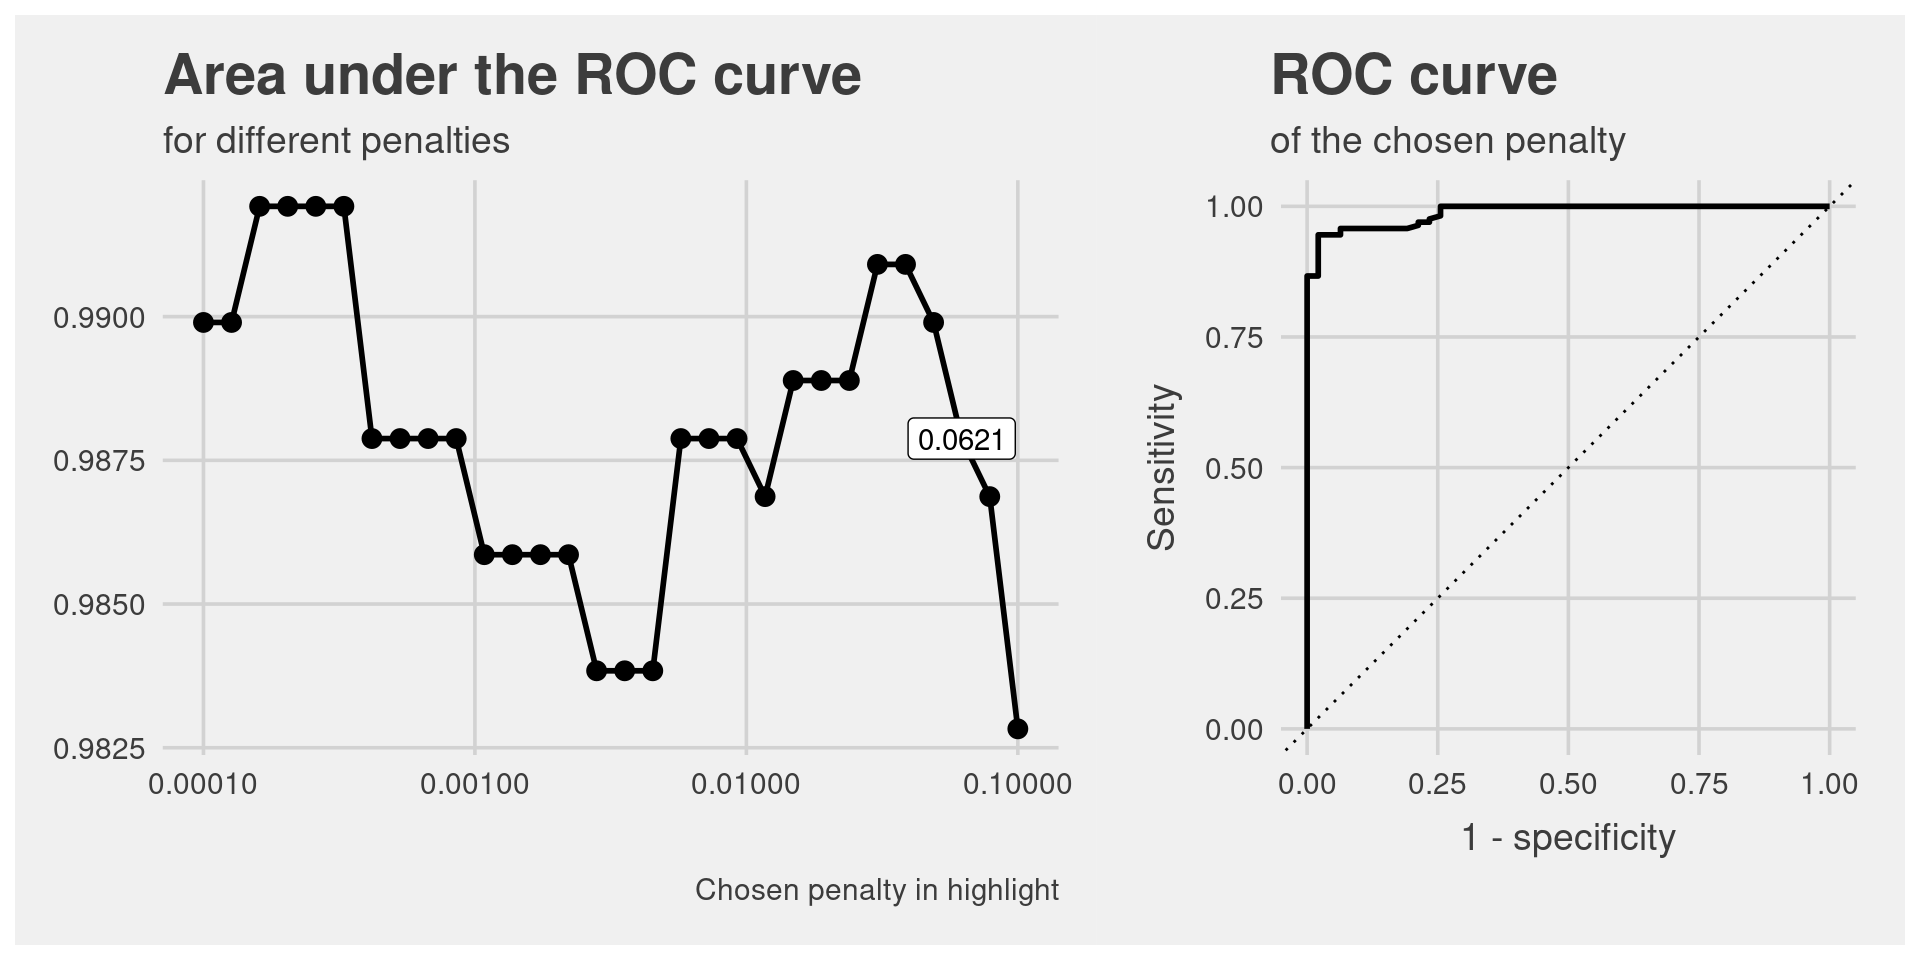 Area under the ROC curve
for different penalties
0.9900
0.9875
0.9850
0.9825
0.00010 0.00100 0.01000 0.10000
0.0621
Chosen penalty in highlight
ROC curve
of the chosen penalty
Sensitivity
1.00
0.75
0.50
0.25
0.00
0.00 0.25 0.50 0.75 1.00
1 - specificity